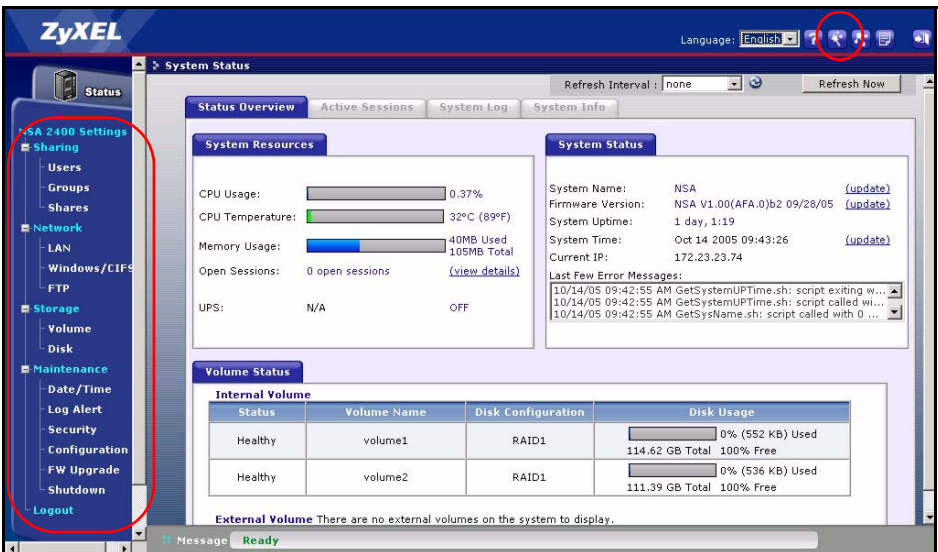 ZyXEL
Language: English
Status
System Status
Refresh Interval : none Refresh Now
Status Overview Active Sessions System Log System Info
NSA 2400 Settings
Sharing
Users
Groups
Shares
Network
LAN
Windows/CIFS
FTP
Storage
Volume
Disk
Maintenance
Date/Time
Log Alert
Security
Configuration
FW Upgrade
Shutdown
Logout
System Resources
CPU Usage: 0.37%
CPU Temperature: 32°C (89°F)
Memory Usage: 40MB Used
105MB Total
Open Sessions: 0 open sessions (view details)
UPS: N/A OFF
System Status
System Name: NSA (update)
Firmware Version: NSA V1.00(AFA.0)b2 09/28/05 (update)
System Uptime: 1 day, 1:19
System Time: Oct 14 2005 09:43:26 (update)
Current IP: 172.23.23.74
Last Few Error Messages:
10/14/05 09:42:55 AM GetSystemUPTime.sh: script exiting w...
10/14/05 09:42:55 AM GetSystemUPTime.sh: script called wi...
10/14/05 09:42:55 AM GetSysName.sh: script called with 0 ...
Volume Status
Internal Volume
Status Volume Name Disk Configuration Disk Usage
Healthy volume1 RAID1 0% (552 KB) Used
114.62 GB Total 100% Free
Healthy volume2 RAID1 0% (536 KB) Used
111.39 GB Total 100% Free
External Volume There are no external volumes on the system to display.
Message Ready